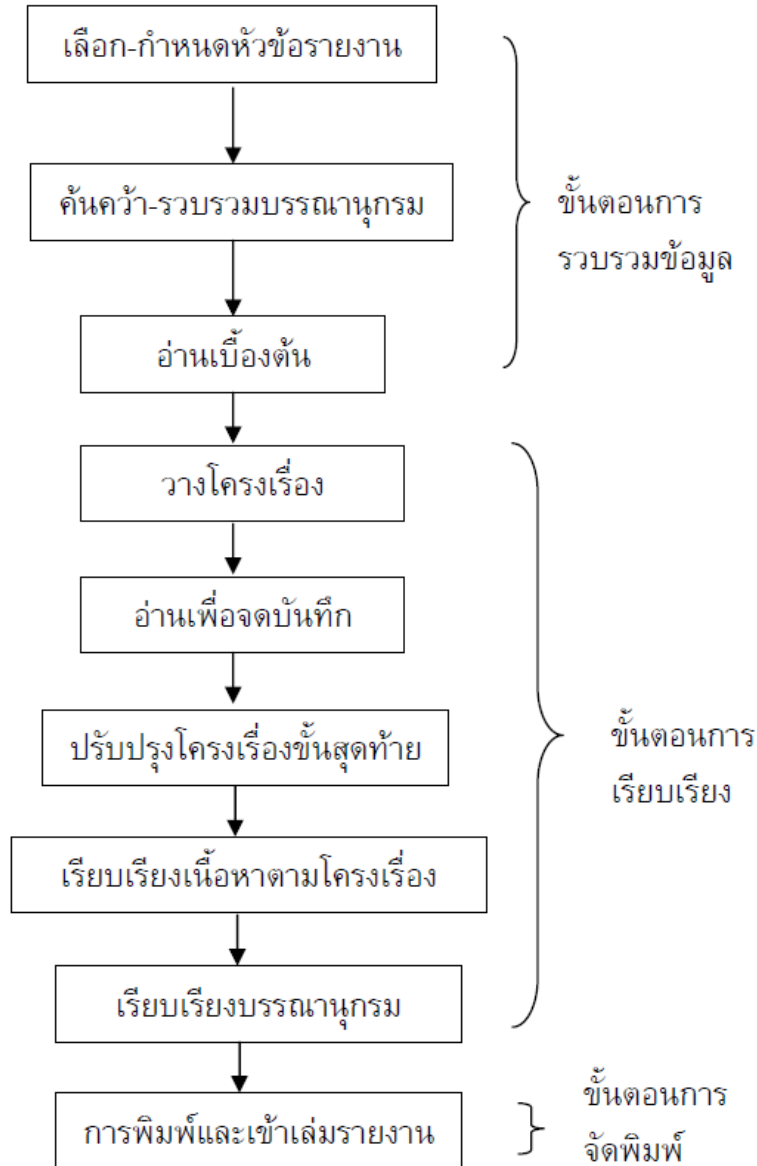 เลือก-กำหนดหัวข้อรายงาน
ค้นคว้า-รวบรวมบรรณานุกรม
อ่านเบื้องต้น
ขั้นตอนการ
รวบรวมข้อมูล
วางโครงเรื่อง
อ่านเพื่อจดบันทึก
ปรับปรุงโครงเรื่องขั้นสุดท้าย
เรียบเรียงเนื้อหาตามโครงเรื่อง
เรียบเรียงบรรณานุกรม
ขั้นตอนการ
เรียบเรียง
การพิมพ์และเข้าเล่มรายงาน
ขั้นตอนการ
จัดพิมพ์